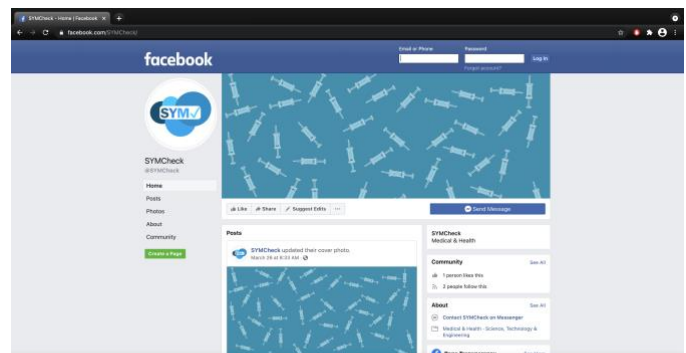 SYMCheck - Home | Facebook
facebook.com/SYMCheck/
facebook
Email or Phone
Password
Log In
Forgot account?
SYM
SYMCheck
@SYMCheck
Home
Posts
Photos
About
Community
Create a Page
Like
Share
Suggest Edits
Send Message
Posts
SYMCheck updated their cover photo.
March 28 at 8:33 AM
SYMCheck
Medical & Health
Community
See All
1 person likes this
2 people follow this
About
See All
Contact SYMCheck on Messenger
Medical & Health · Science, Technology &
Engineering